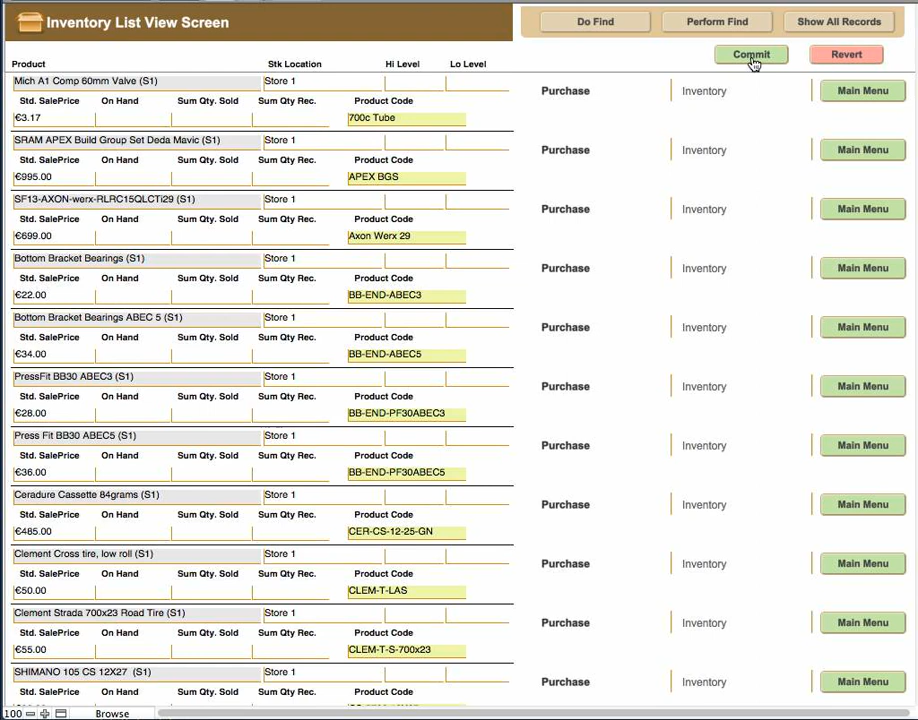 Inventory List View Screen
Do Find Perform Find Show All Records
Commit Revert
Product Stk Location Hi Level Lo Level
Mich A1 Comp 60mm Valve (S1) Store 1
Std. SalePrice On Hand Sum Qty. Sold Sum Qty Rec. Product Code
€3.17 700c Tube
Purchase Inventory Main Menu
SRAM APEX Build Group Set Deda Mavic (S1) Store 1
Std. SalePrice On Hand Sum Qty. Sold Sum Qty Rec. Product Code
€995.00 APEX BGS
Purchase Inventory Main Menu
SF13-AXON-werx-RLRC15QLCTi29 (S1) Store 1
Std. SalePrice On Hand Sum Qty. Sold Sum Qty Rec. Product Code
€699.00 Axon Werx 29
Purchase Inventory Main Menu
Bottom Bracket Bearings (S1) Store 1
Std. SalePrice On Hand Sum Qty. Sold Sum Qty Rec. Product Code
€22.00 BB-END-ABEC3
Purchase Inventory Main Menu
Bottom Bracket Bearings ABEC 5 (S1) Store 1
Std. SalePrice On Hand Sum Qty. Sold Sum Qty Rec. Product Code
€34.00 BB-END-ABEC5
Purchase Inventory Main Menu
PressFit BB30 ABEC3 (S1) Store 1
Std. SalePrice On Hand Sum Qty. Sold Sum Qty Rec. Product Code
€28.00 BB-END-PF30ABEC3
Purchase Inventory Main Menu
Press Fit BB30 ABEC5 (S1) Store 1
Std. SalePrice On Hand Sum Qty. Sold Sum Qty Rec. Product Code
€36.00 BB-END-PF30ABEC5
Purchase Inventory Main Menu
Ceradure Cassette 84grams (S1) Store 1
Std. SalePrice On Hand Sum Qty. Sold Sum Qty Rec. Product Code
€485.00 CER-CS-12-25-GN
Purchase Inventory Main Menu
Clement Cross tire, low roll (S1) Store 1
Std. SalePrice On Hand Sum Qty. Sold Sum Qty Rec. Product Code
€50.00 CLEM-T-LAS
Purchase Inventory Main Menu
Clement Strada 700x23 Road Tire (S1) Store 1
Std. SalePrice On Hand Sum Qty. Sold Sum Qty Rec. Product Code
€55.00 CLEM-T-S-700x23
Purchase Inventory Main Menu
SHIMANO 105 CS 12X27 (S1) Store 1
Std. SalePrice On Hand Sum Qty. Sold Sum Qty Rec. Product Code
Purchase Inventory Main Menu
100 Browse